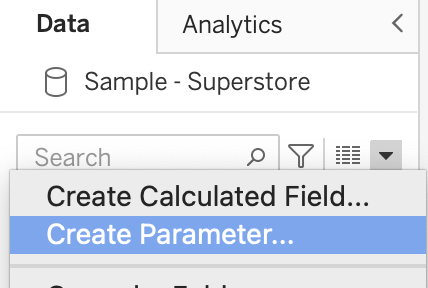 Data Analytics
Sample - Superstore
Search
Create Calculated Field...
Create Parameter...